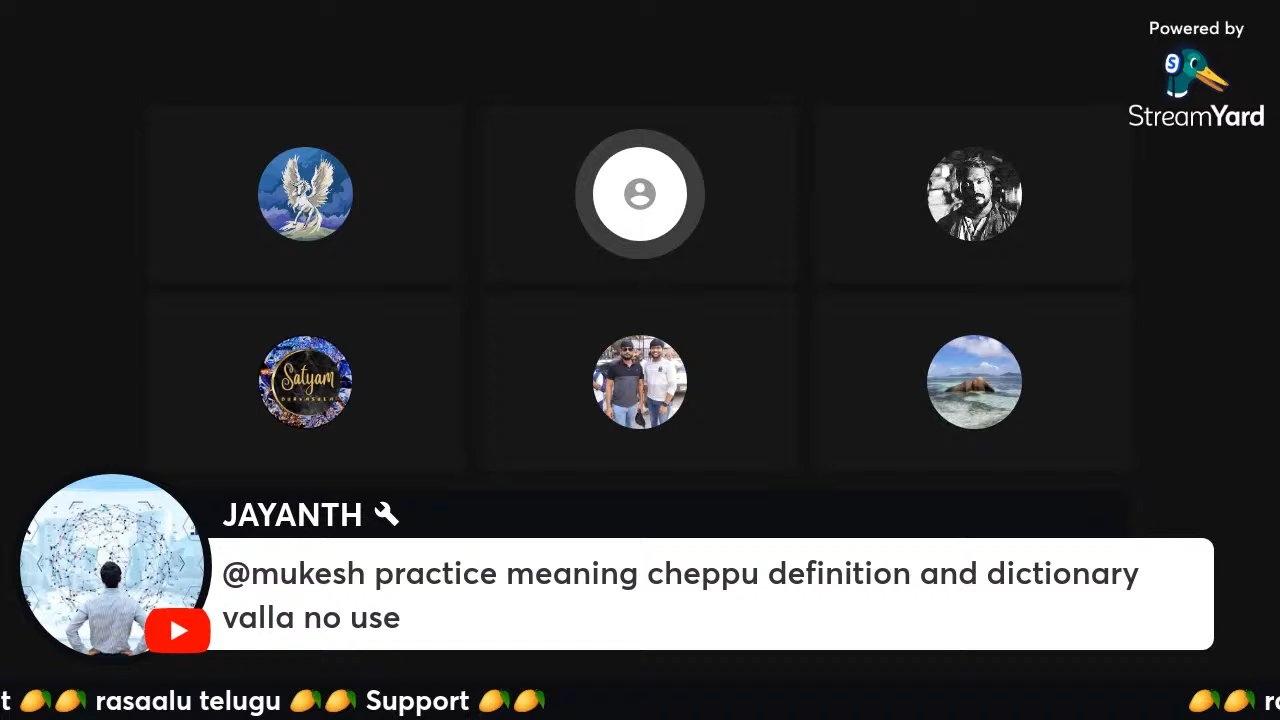 Powered by
S
StreamYard
Satyam
JAYANTH
@mukesh practice meaning cheppu definition and dictionary
valla no use
t 🥭🥭 rasaalu telugu 🥭🥭 Support 🥭🥭 🥭🥭